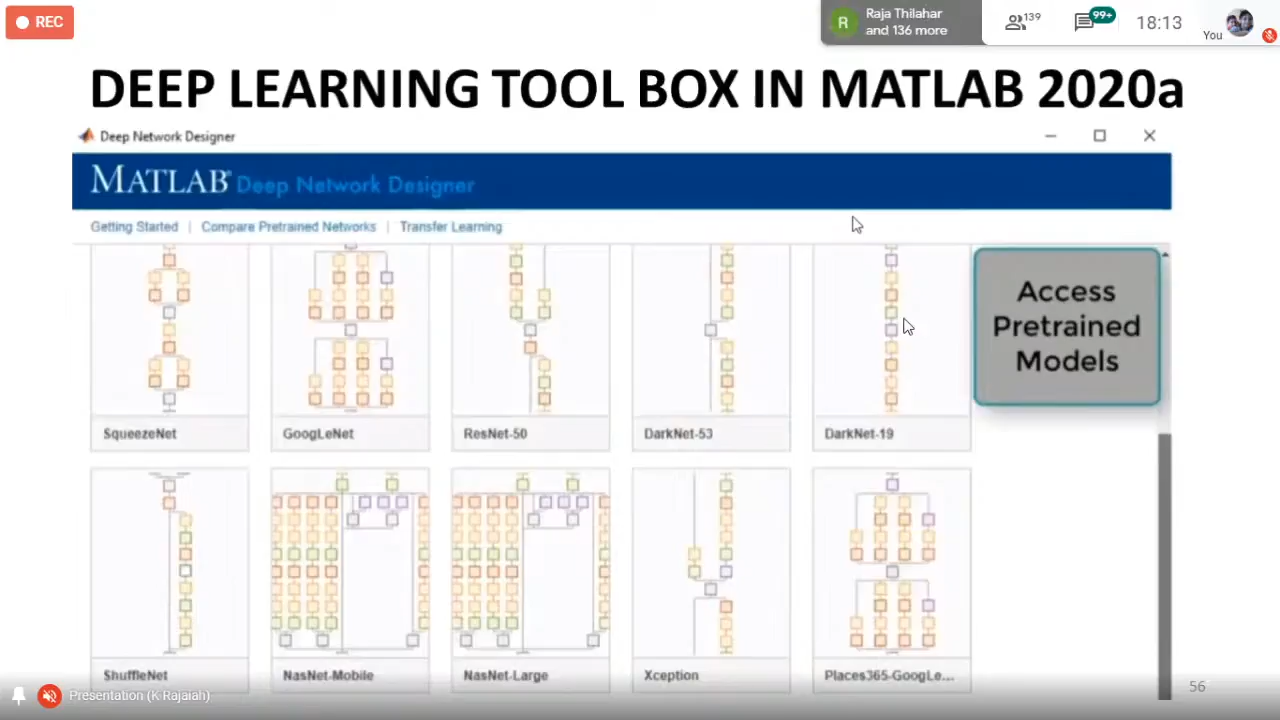 REC
R
Raja Thilahar
and 136 more
139
99+
18:13
You
DEEP LEARNING TOOL BOX IN MATLAB 2020a
Deep Network Designer
MATLAB® Deep Network Designer
Getting Started | Compare Pretrained Networks | Transfer Learning
Access
Pretrained
Models
SqueezeNet
GoogLeNet
ResNet-50
DarkNet-53
DarkNet-19
ShuffleNet
NasNet-Mobile
NasNet-Large
Xception
Places365-GoogLe...
Presentation (K Rajaiah)
56